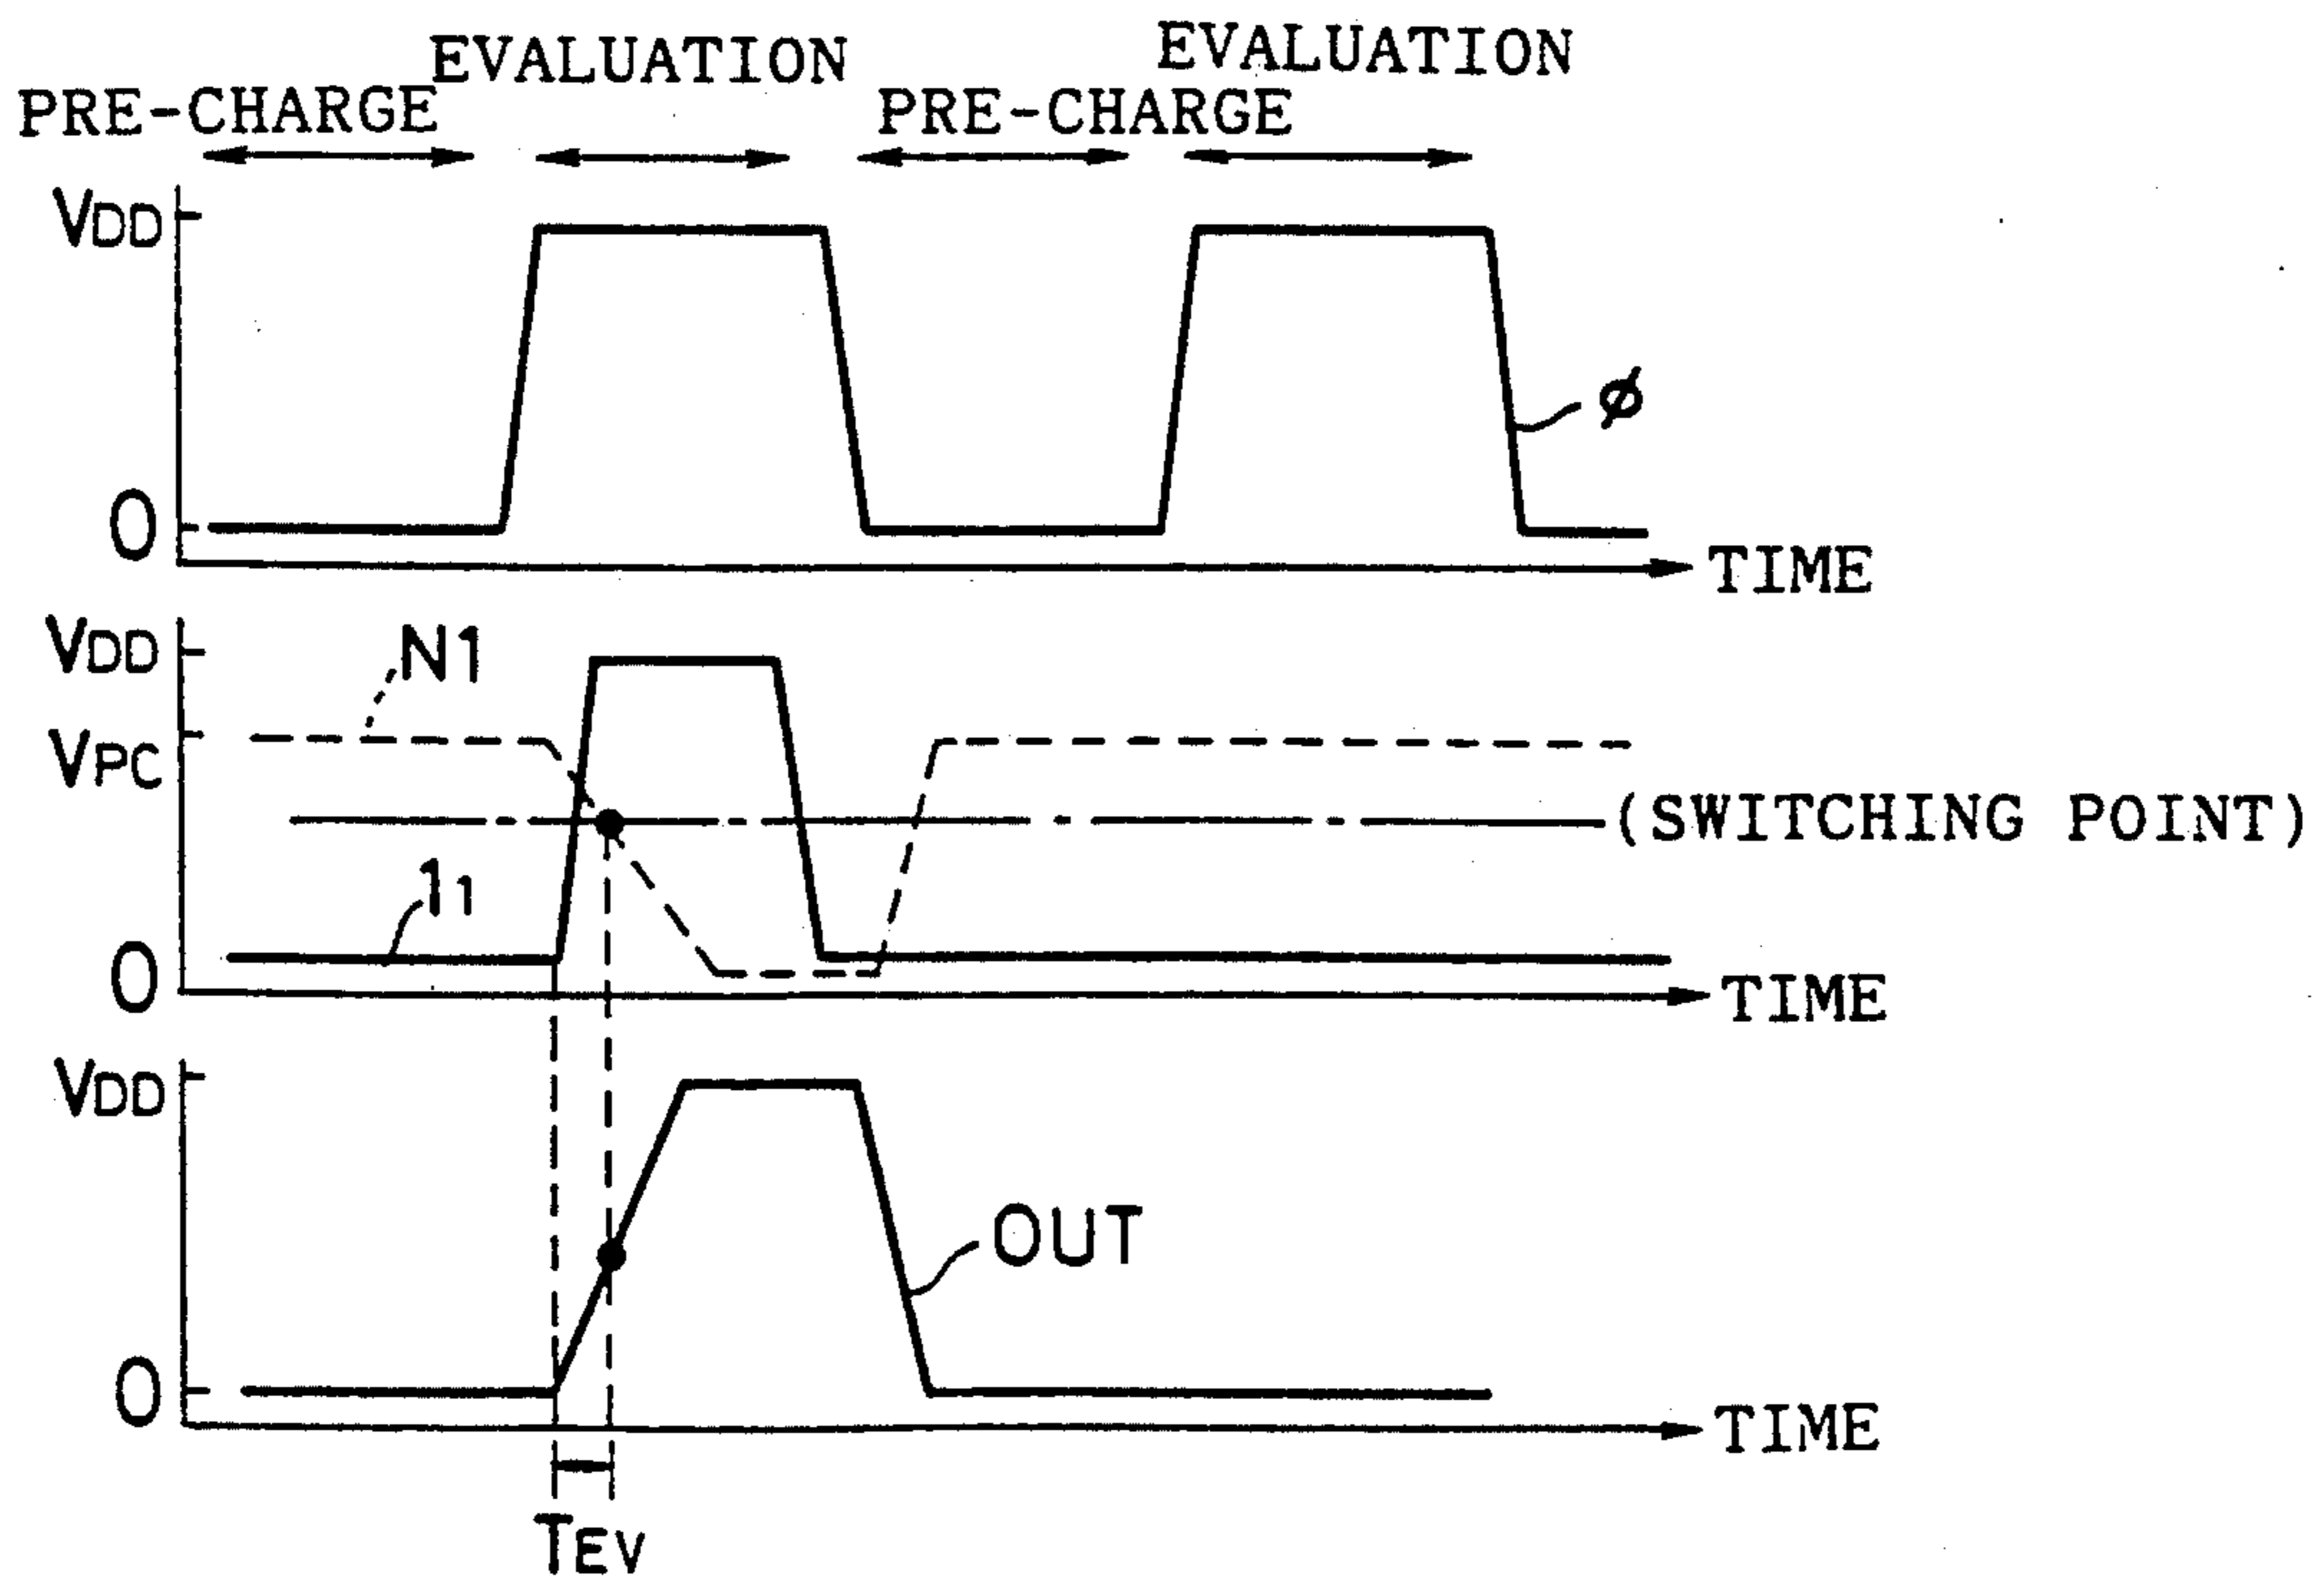 EVALUATION EVALUATION
PRE-CHARGE PRE-CHARGE
VDD
ø
0
TIME
VDD
N1
VPC
(SWITCHING POINT)
11
0
TIME
VDD
OUT
0
TIME
TEV